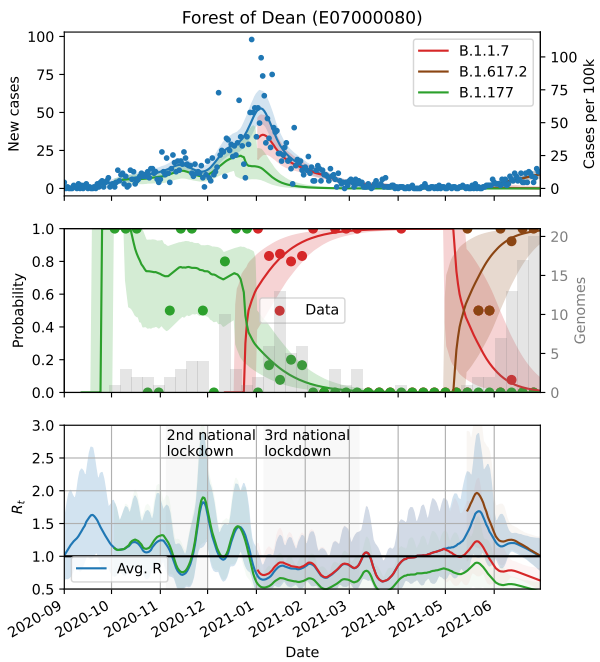 Forest of Dean (E07000080)
New cases
100
75
50
25
0
B.1.1.7
B.1.617.2
B.1.177
100
75
50
25
0
Cases per 100k
Probability
1.0
0.8
0.6
0.4
0.2
0.0
Data
20
15
10
5
0
Genomes
R_t
3.0
2.5
2.0
1.5
1.0
0.5
2nd national
lockdown
3rd national
lockdown
Avg. R
2020-09
2020-10
2020-11
2020-12
2021-01
2021-02
2021-03
2021-04
2021-05
2021-06
Date